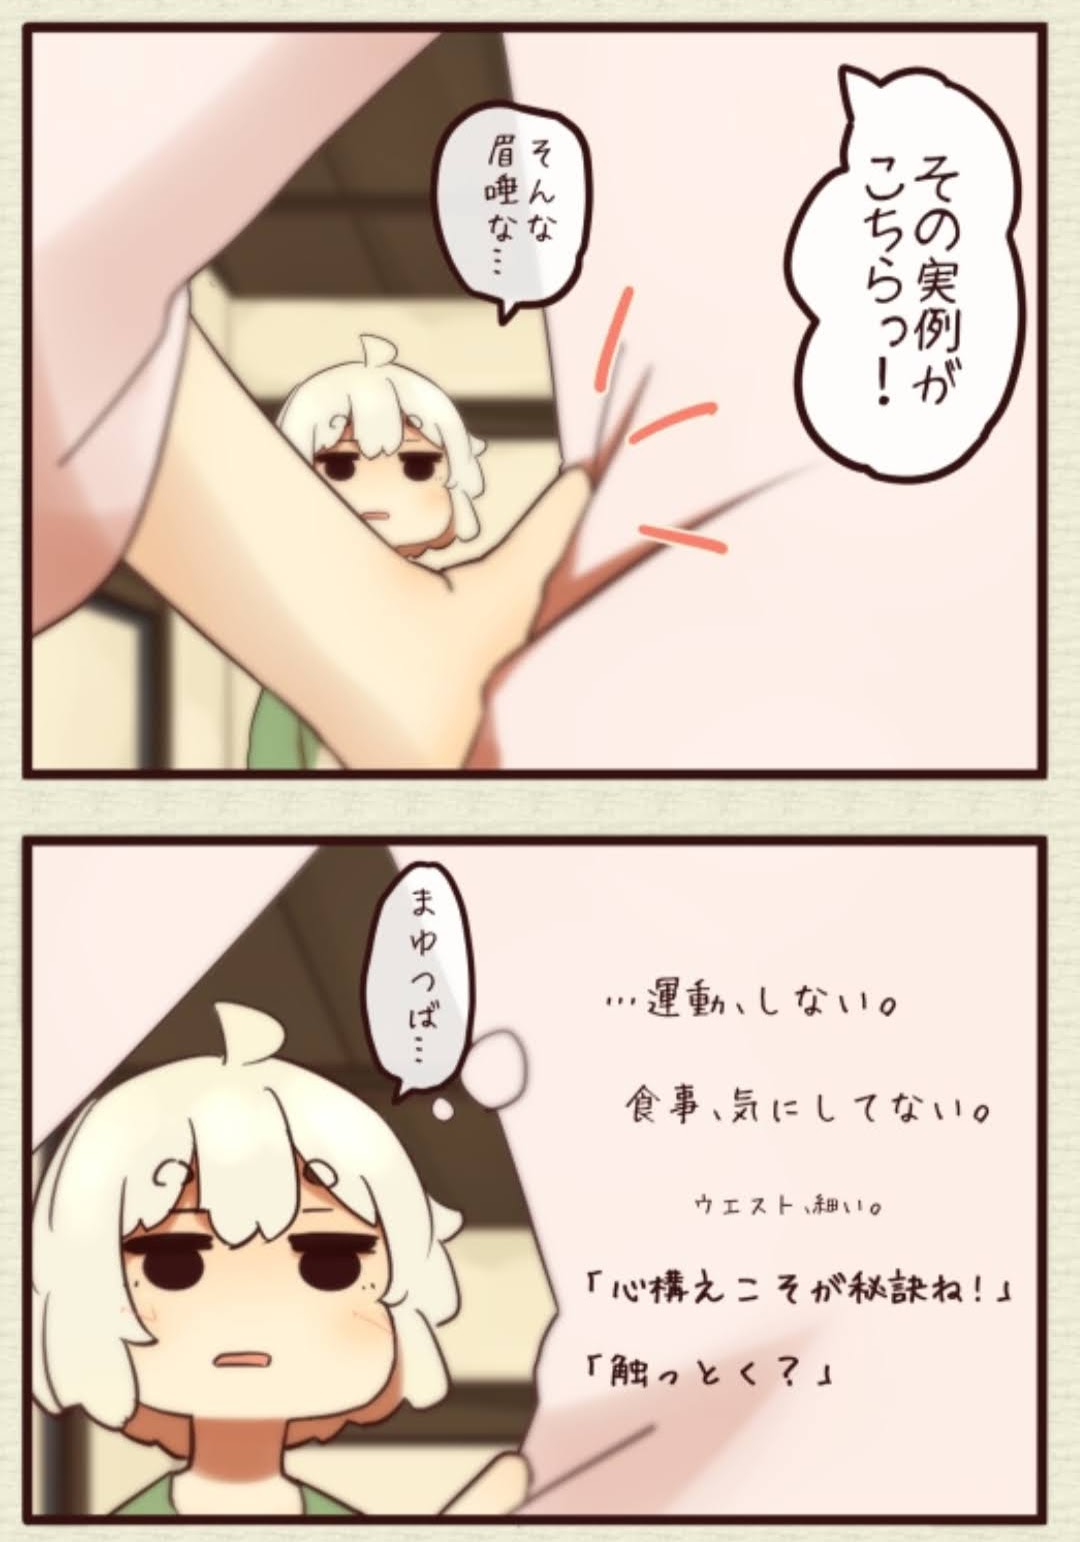 その実例が
こちらっ!
そんな
眉唾な…
…運動、しない。
食事、気にしてない。
ウエスト、細い。
「心構えこそが秘訣ね!」
「触っとく?」
まゆつば…